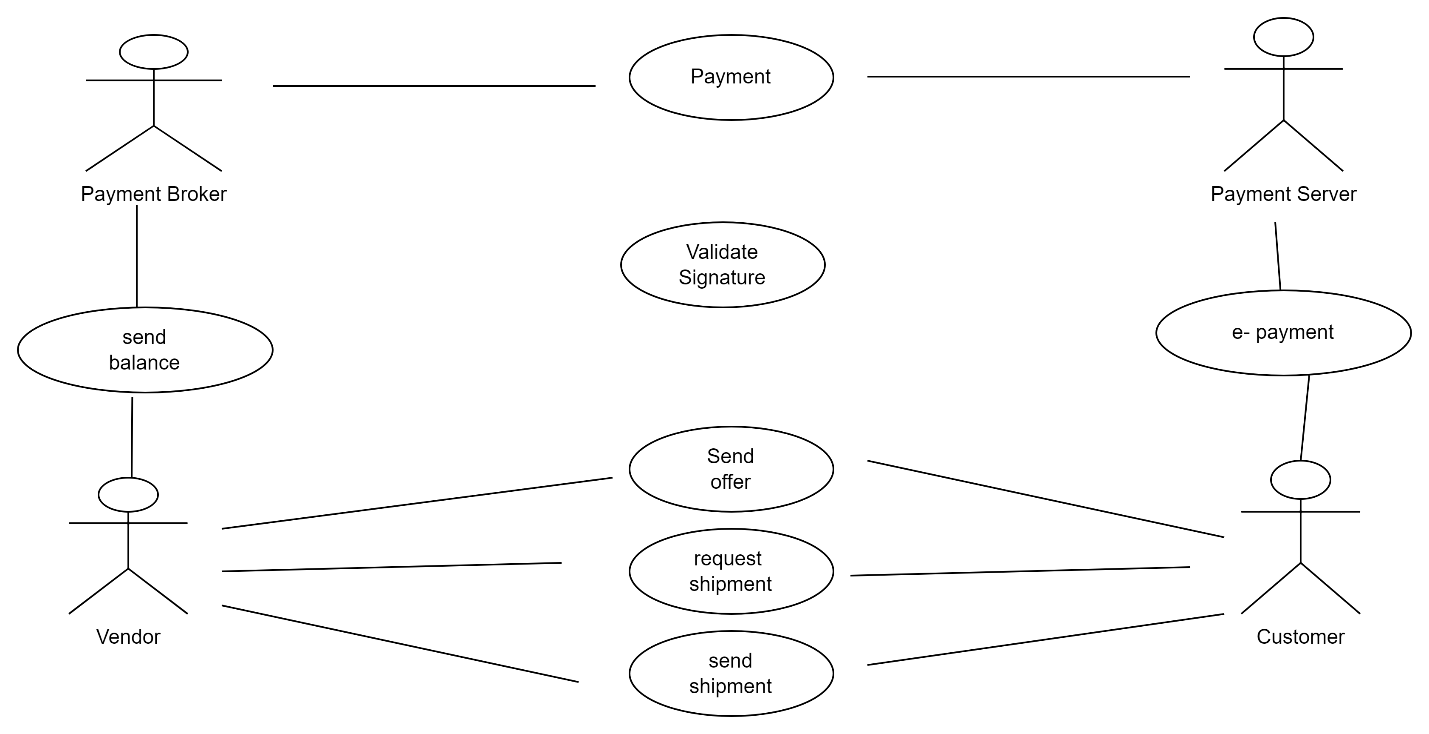 Payment
Payment Broker
Payment Server
Validate
Signature
send
balance
e- payment
Send
offer
request
shipment
Vendor
Customer
send
shipment